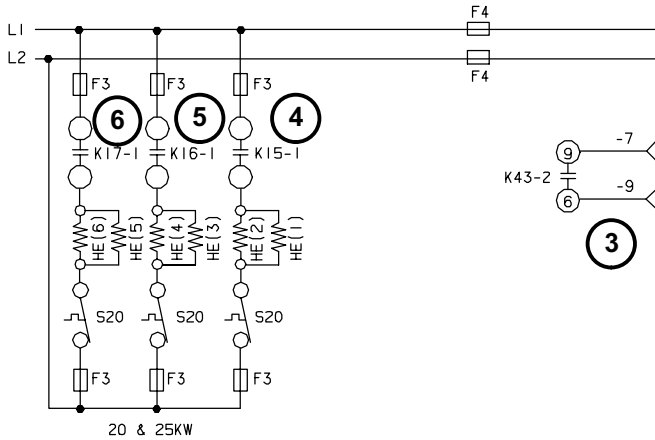 F4
L1
L2
F4
F3 F3 F3
6 5 4
K17-1 K16-1 K15-1
9 -7
K43-2
6 -9
3
HE(6) HE(5) HE(4) HE(3) HE(2) HE(1)
S20 S20 S20
F3 F3 F3
20 & 25KW